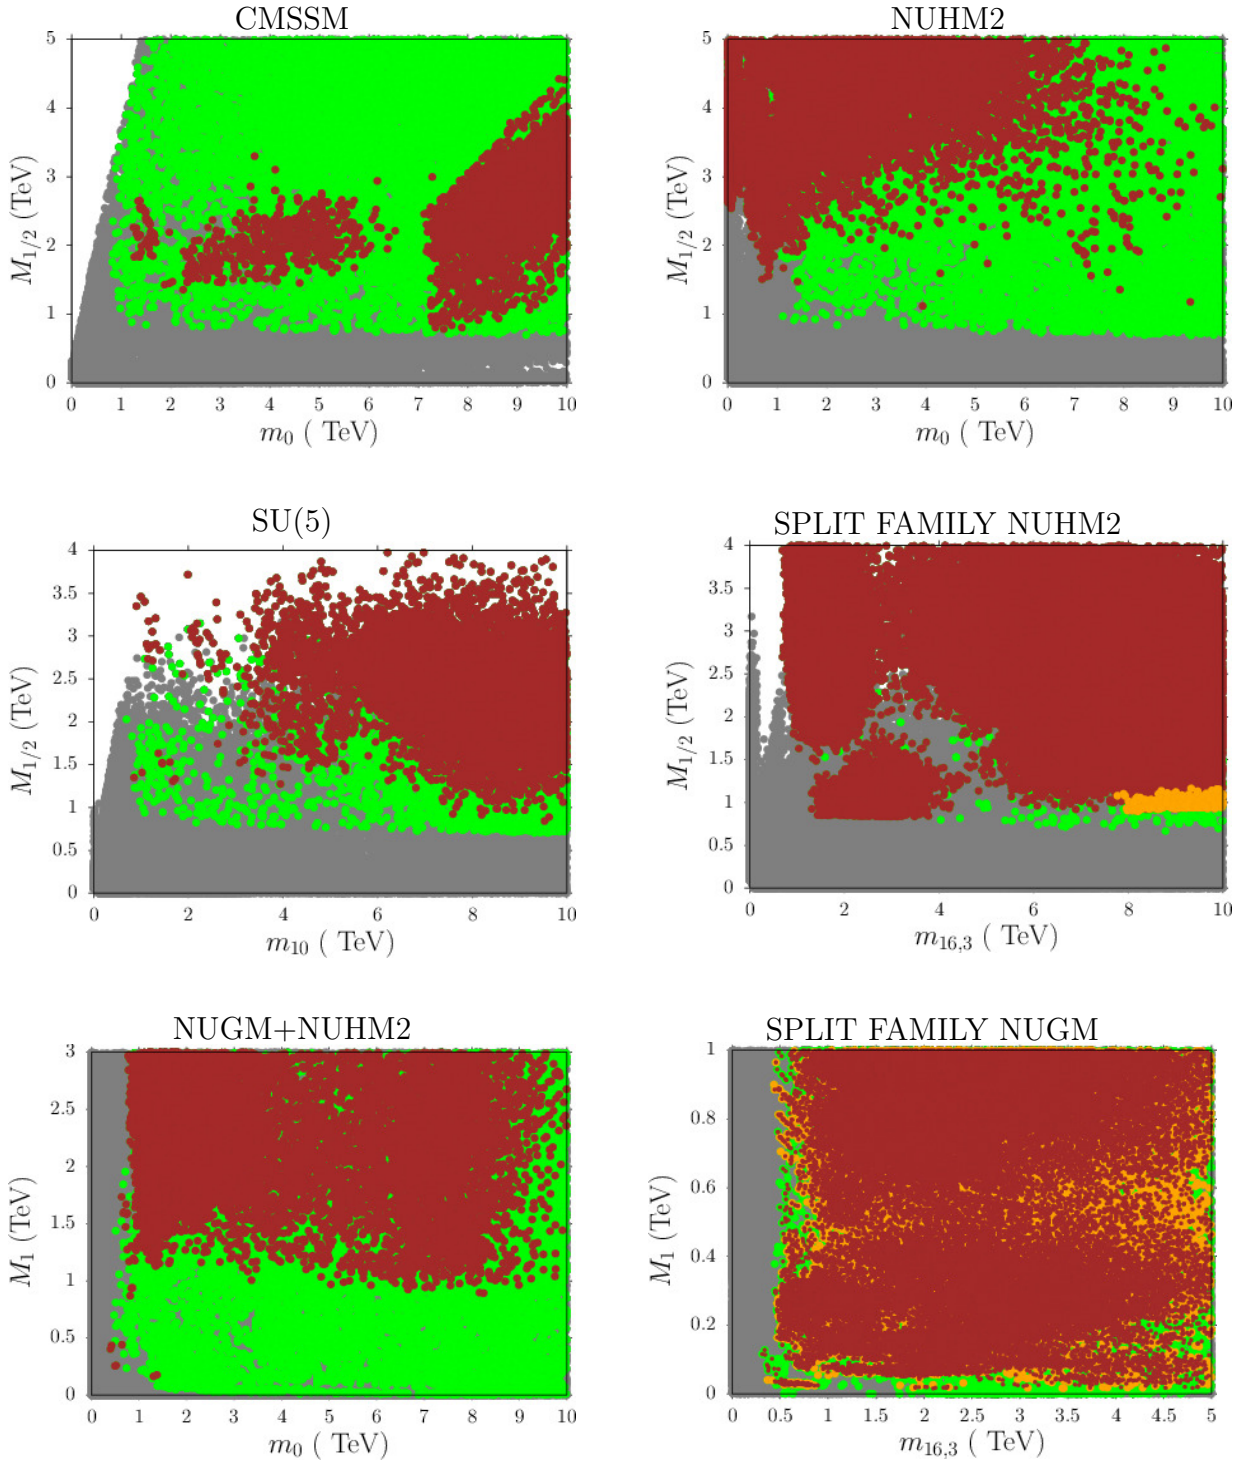 CMSSM
5
4
3
2
1
0
M1/2 (TeV)
0 1 2 3 4 5 6 7 8 9 10
m0 ( TeV)
NUHM2
5
4
3
2
1
0
M1/2 (TeV)
0 1 2 3 4 5 6 7 8 9 10
m0 ( TeV)
SU(5)
4
3.5
3
2.5
2
1.5
1
0.5
0
M1/2 (TeV)
0 2 4 6 8 10
m10 ( TeV)
SPLIT FAMILY NUHM2
4
3.5
3
2.5
2
1.5
1
0.5
0
M1/2 (TeV)
2 4 6 8 10
m16,3 ( TeV)
NUGM+NUHM2
3
2.5
2
1.5
1
0.5
0
M1 (TeV)
0 1 2 3 4 5 6 7 8 9 10
m0 ( TeV)
SPLIT FAMILY NUGM
1
0.8
0.6
0.4
0.2
0
M1 (TeV)
0 0.5 1 1.5 2 2.5 3 3.5 4 4.5 5
m16,3 ( TeV)